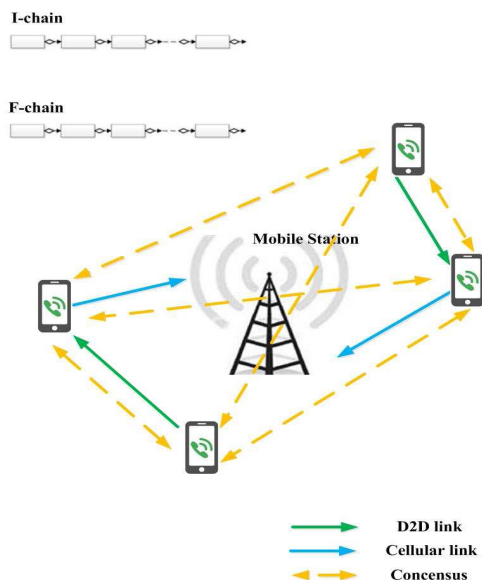 I-chain
F-chain
Mobile Station
D2D link
Cellular link
Concensus